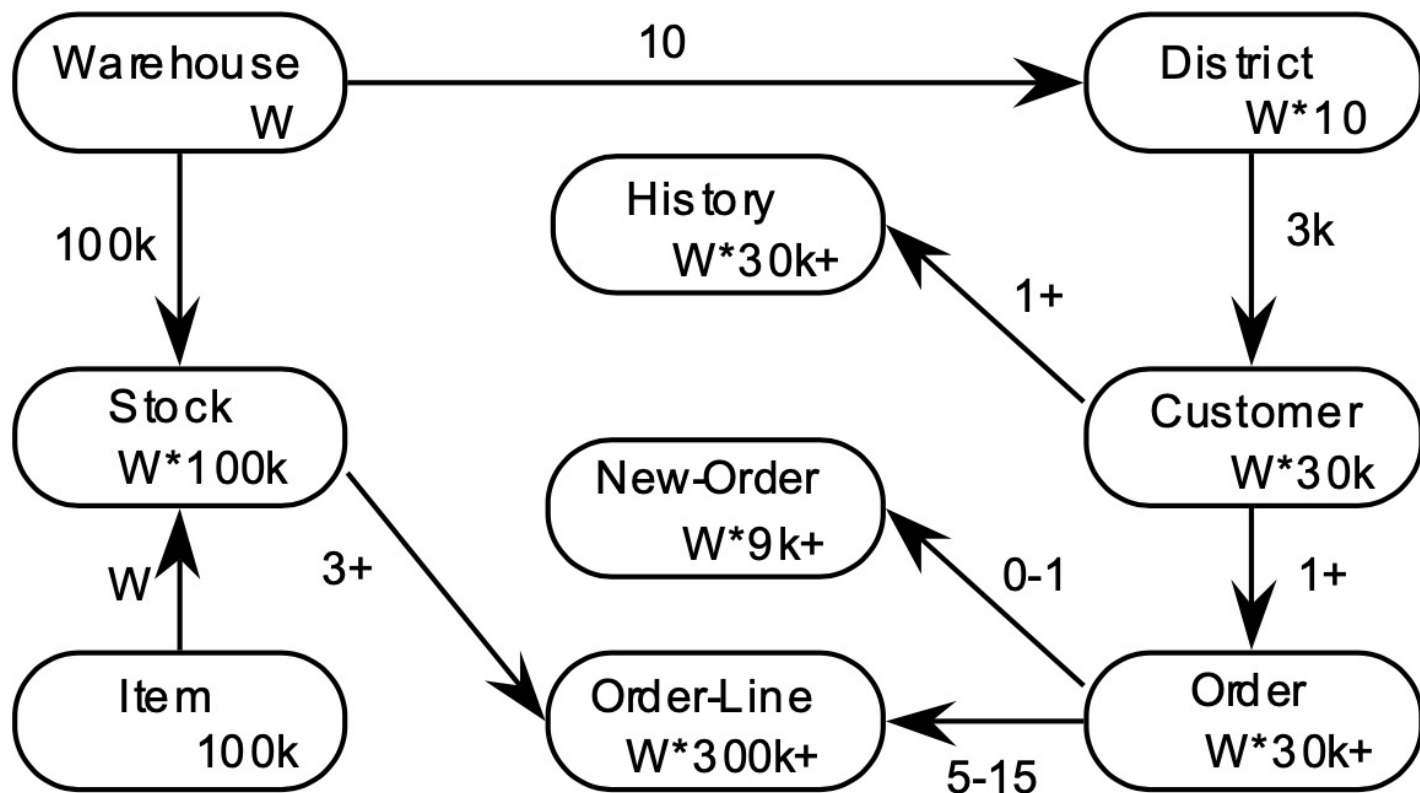 Warehouse
W
10
District
W*10
100k
History
W*30k+
3k
1+
Stock
W*100k
Customer
W*30k
New-Order
W*9k+
W
3+
0-1
1+
Item
100k
Order-Line
W*300k+
5-15
Order
W*30k+